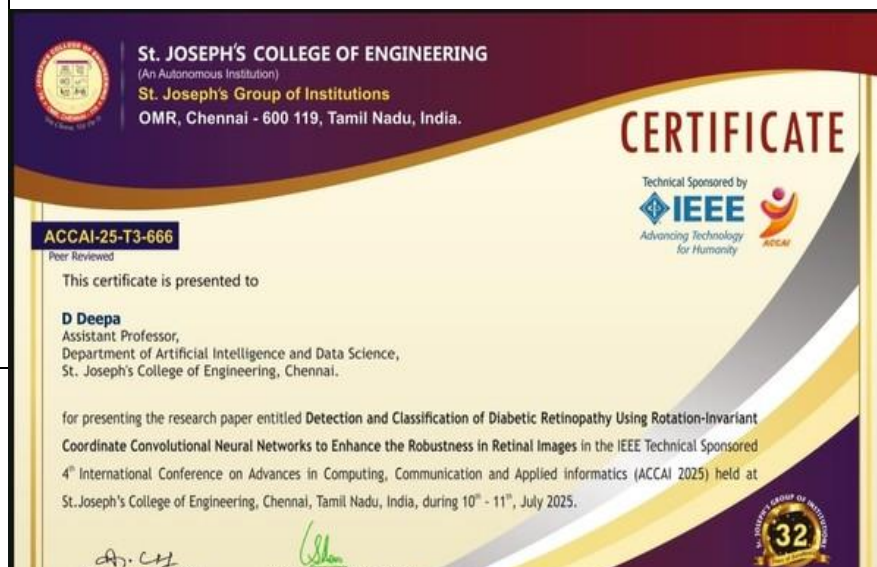 St. JOSEPH'S COLLEGE OF ENGINEERING
(An Autonomous Institution)
St. Joseph's Group of Institutions
OMR, Chennai - 600 119, Tamil Nadu, India.
CERTIFICATE
Technical Sponsored by
IEEE
Advancing Technology
for Humanity
ACCAI
ACCAI-25-T3-666
Peer Reviewed
This certificate is presented to
D Deepa
Assistant Professor,
Department of Artificial Intelligence and Data Science,
St. Joseph's College of Engineering, Chennai.
for presenting the research paper entitled Detection and Classification of Diabetic Retinopathy Using Rotation-Invariant
Coordinate Convolutional Neural Networks to Enhance the Robustness in Retinal Images in the IEEE Technical Sponsored
4th International Conference on Advances in Computing, Communication and Applied informatics (ACCAI 2025) held at
St.Joseph's College of Engineering, Chennai, Tamil Nadu, India, during 10th - 11th, July 2025.
St. JOSEPH'S GROUP OF INSTITUTIONS
32